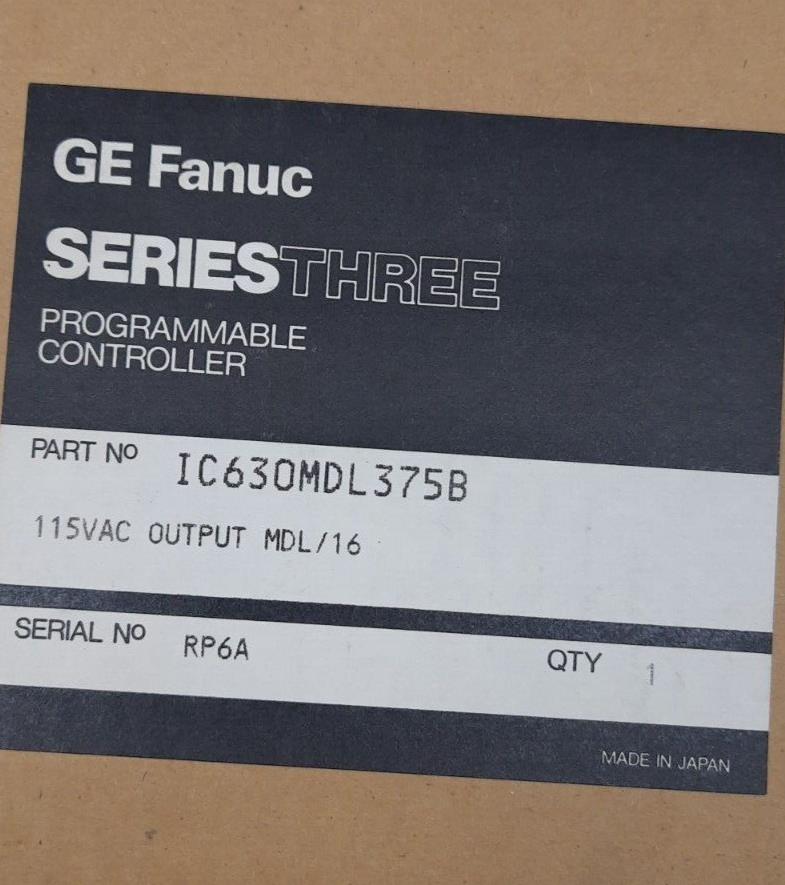 GE Fanuc
SERIESTHREE
PROGRAMMABLE
CONTROLLER
PART Nº IC630MDL375B
115VAC OUTPUT MDL/16
SERIAL Nº RP6A QTY 1
MADE IN JAPAN